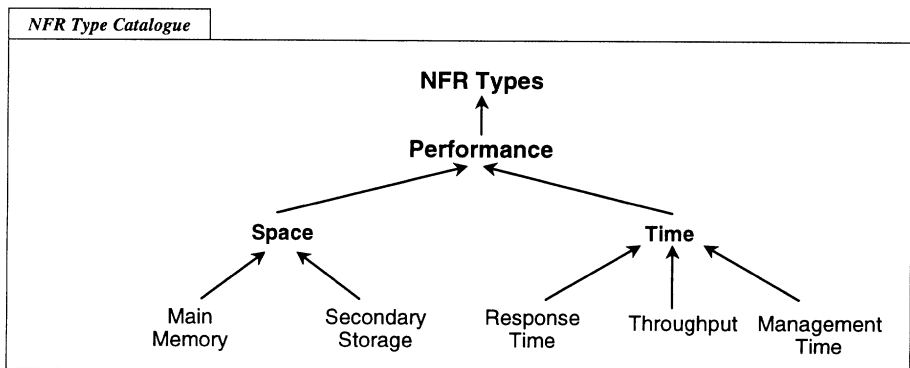 NFR Type Catalogue
NFR Types
Performance
Space
Time
Main
Memory
Secondary
Storage
Response
Time
Throughput
Management
Time